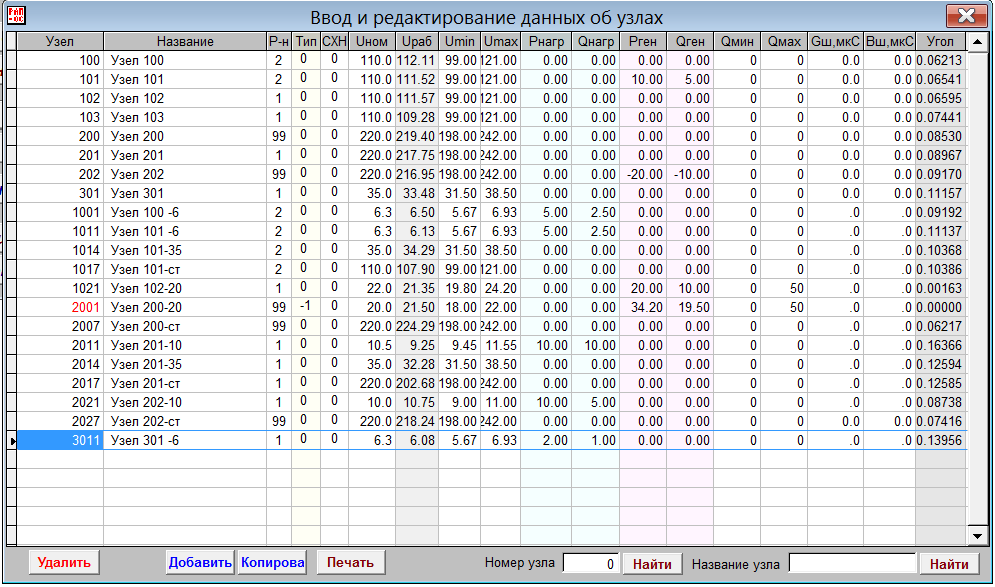 РАП
-ОС
Ввод и редактирование данных об узлах
Узел Название Р-н Тип СХН Uном Uраб Umin Umax Рнагр Qнагр Рген Qген Qмин Qмах Gш,мкС Вш,мкС Угол
100 Узел 100 2 0 0 110.0 112.11 99.00 121.00 0.00 0.00 0.00 0.00 0 0 0.0 0.0 0.06213
101 Узел 101 2 0 0 110.0 111.52 99.00 121.00 0.00 0.00 10.00 5.00 0 0 0.0 0.0 0.06541
102 Узел 102 1 0 0 110.0 111.57 99.00 121.00 0.00 0.00 0.00 0.00 0 0 0.0 0.0 0.06595
103 Узел 103 1 0 0 110.0 109.28 99.00 121.00 0.00 0.00 0.00 0.00 0 0 0.0 0.0 0.07441
200 Узел 200 99 0 0 220.0 219.40 198.00 242.00 0.00 0.00 0.00 0.00 0 0 0.0 0.0 0.08530
201 Узел 201 1 0 0 220.0 217.75 198.00 242.00 0.00 0.00 0.00 0.00 0 0 0.0 0.0 0.08967
202 Узел 202 99 0 0 220.0 216.95 198.00 242.00 0.00 0.00 -20.00 -10.00 0 0 0.0 0.0 0.09170
301 Узел 301 1 0 0 35.0 33.48 31.50 38.50 0.00 0.00 0.00 0.00 0 0 0.0 0.0 0.11157
1001 Узел 100 -6 2 0 0 6.3 6.50 5.67 6.93 5.00 2.50 0.00 0.00 0 0 .0 .0 0.09192
1011 Узел 101 -6 2 0 0 6.3 6.13 5.67 6.93 5.00 2.50 0.00 0.00 0 0 .0 .0 0.11137
1014 Узел 101-35 2 0 0 35.0 34.29 31.50 38.50 0.00 0.00 0.00 0.00 0 0 .0 .0 0.10368
1017 Узел 101-ст 2 0 0 110.0 107.90 99.00 121.00 0.00 0.00 0.00 0.00 0 0 .0 .0 0.10386
1021 Узел 102-20 1 0 0 22.0 21.35 19.80 24.20 0.00 0.00 20.00 10.00 0 50 .0 .0 0.00163
2001 Узел 200-20 99 -1 0 20.0 21.50 18.00 22.00 0.00 0.00 34.20 19.50 0 50 .0 .0 0.00000
2007 Узел 200-ст 99 0 0 220.0 224.29 198.00 242.00 0.00 0.00 0.00 0.00 0 0 0.0 0.0 0.06217
2011 Узел 201-10 1 0 0 10.5 9.25 9.45 11.55 10.00 10.00 0.00 0.00 0 0 .0 .0 0.16366
2014 Узел 201-35 1 0 0 35.0 32.28 31.50 38.50 0.00 0.00 0.00 0.00 0 0 .0 .0 0.12594
2017 Узел 201-ст 1 0 0 220.0 202.68 198.00 242.00 0.00 0.00 0.00 0.00 0 0 .0 .0 0.12585
2021 Узел 202-10 1 0 0 10.0 10.75 9.00 11.00 10.00 5.00 0.00 0.00 0 0 .0 .0 0.08738
2027 Узел 202-ст 99 0 0 220.0 218.24 198.00 242.00 0.00 0.00 0.00 0.00 0 0 0.0 0.0 0.07416
3011 Узел 301 -6 1 0 0 6.3 6.08 5.67 6.93 2.00 1.00 0.00 0.00 0 0 .0 .0 0.13956
Удалить Добавить Копирова Печать Номер узла 0 Найти Название узла Найти